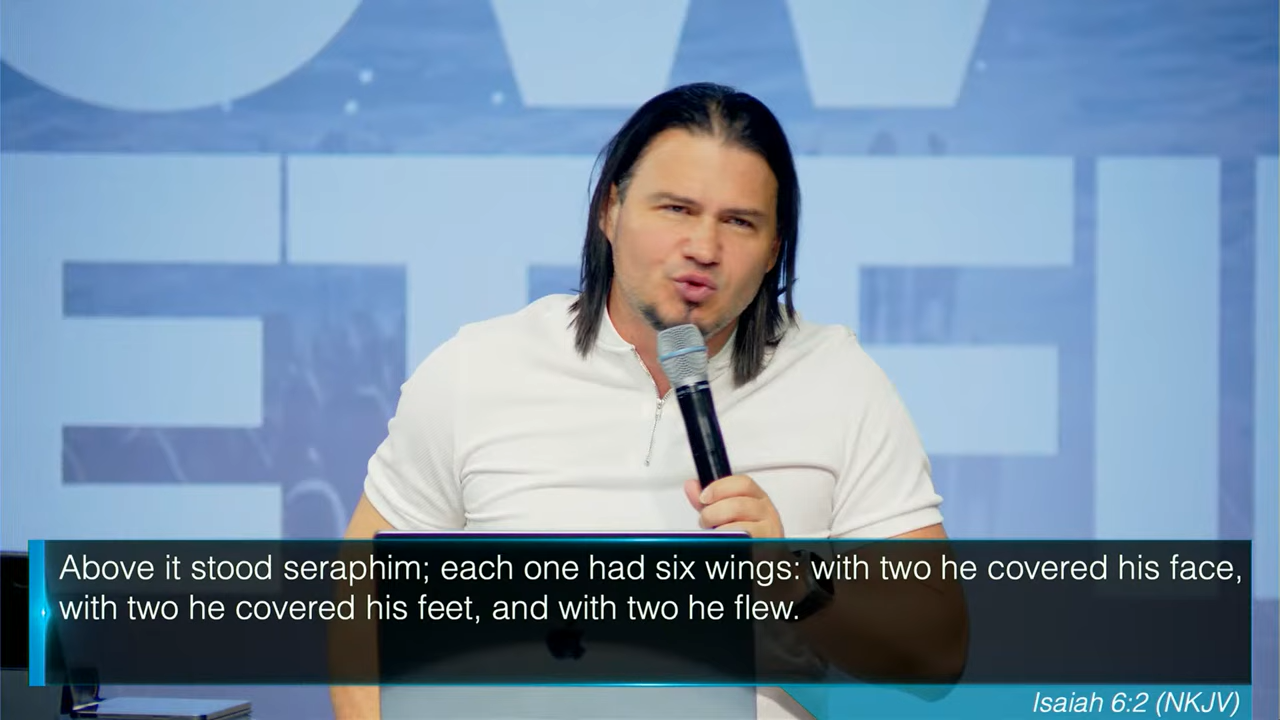 Above it stood seraphim; each one had six wings: with two he covered his face,
with two he covered his feet, and with two he flew.
Isaiah 6:2 (NKJV)